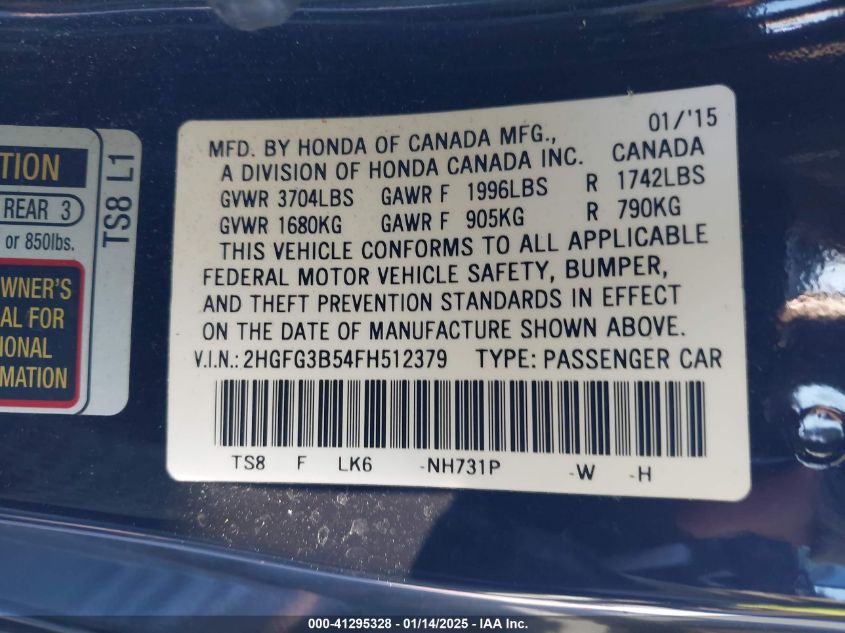 TION
REAR 3
or 850lbs.
WNER'S
AL FOR
IONAL
RMATION
TS8 L1
01/'15
MFD. BY HONDA OF CANADA MFG.,
A DIVISION OF HONDA CANADA INC. CANADA
GVWR 3704LBS GAWR F 1996LBS R 1742LBS
GVWR 1680KG GAWR F 905KG R 790KG
THIS VEHICLE CONFORMS TO ALL APPLICABLE
FEDERAL MOTOR VEHICLE SAFETY, BUMPER,
AND THEFT PREVENTION STANDARDS IN EFFECT
ON THE DATE OF MANUFACTURE SHOWN ABOVE.
V.I.N.: 2HGFG3B54FH512379 TYPE: PASSENGER CAR
TS8 F LK6 -NH731P -W -H
000-41295328 - 01/14/2025 - IAA Inc.